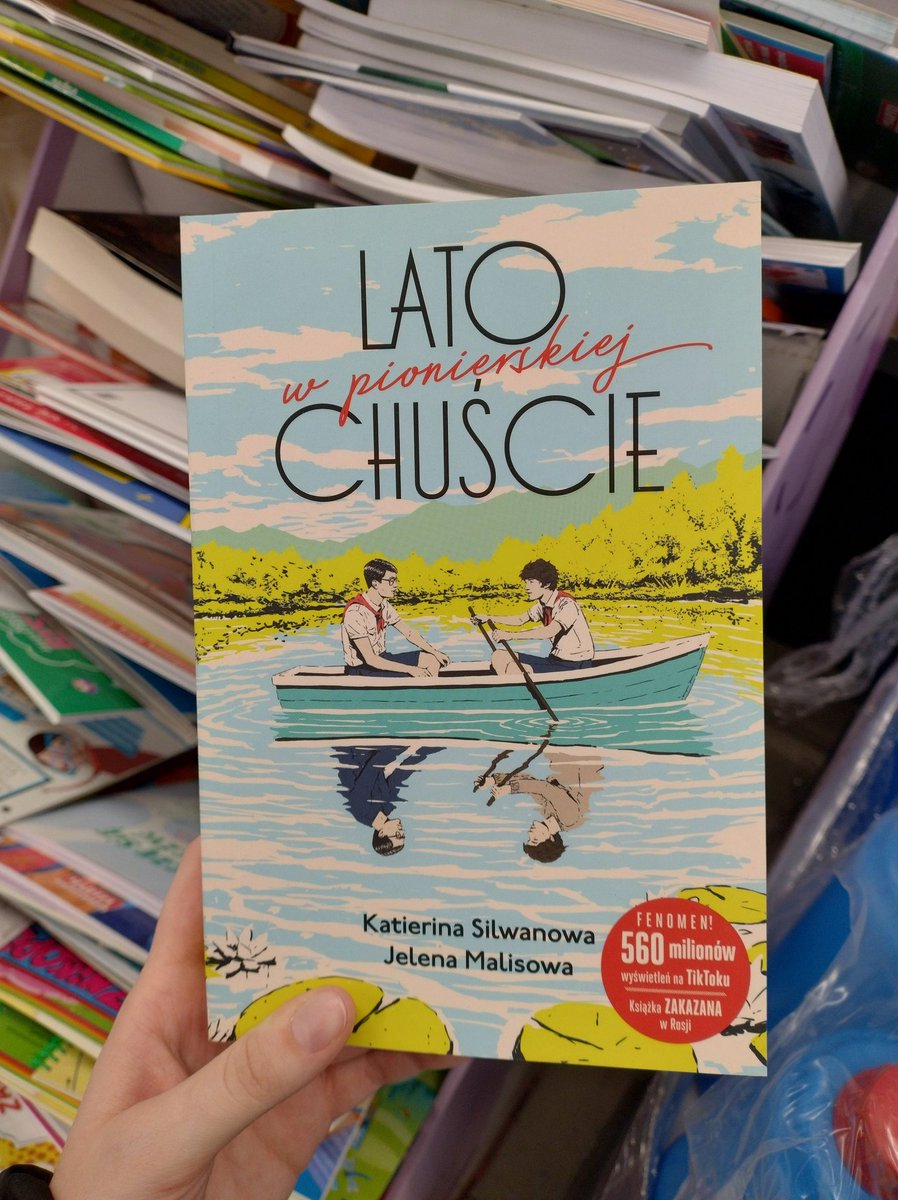 LATO
w pionierskiej
CHUŚCIE
Katierina Silwanowa
Jelena Malisowa
FENOMEN!
560 milionów
wyświetleń na TikToku
Książka ZAKAZANA
w Rosji